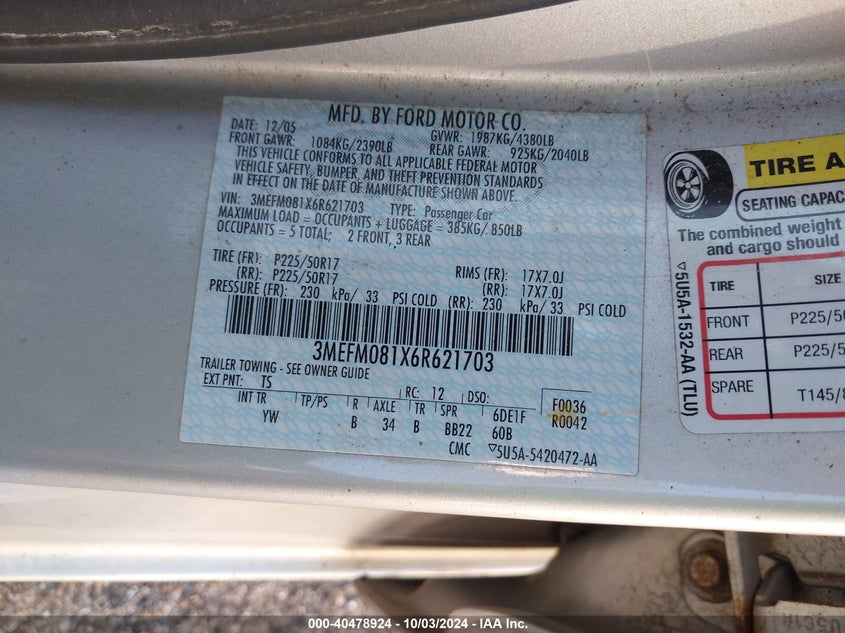 MFD. BY FORD MOTOR CO.
DATE: 12/05 GVWR: 1987KG/4380LB
FRONT GAWR: 1084KG/2390LB REAR GAWR: 925KG/2040LB
THIS VEHICLE CONFORMS TO ALL APPLICABLE FEDERAL MOTOR
VEHICLE SAFETY, BUMPER, AND THEFT PREVENTION STANDARDS
IN EFFECT ON THE DATE OF MANUFACTURE SHOWN ABOVE.
VIN: 3MEFM081X6R621703 TYPE: Passenger Car
MAXIMUM LOAD = OCCUPANTS + LUGGAGE = 385KG/ 850LB
OCCUPANTS = 5 TOTAL; 2 FRONT, 3 REAR
TIRE (FR): P225/50R17 RIMS (FR): 17X7.0J
(RR): P225/50R17 (RR): 17X7.0J
PRESSURE (FR): 230 kPa/ 33 PSI COLD (RR): 230 kPa/ 33 PSI COLD
3MEFM081X6R621703
TRAILER TOWING - SEE OWNER GUIDE
EXT PNT: TS RC: 12 DSO: F0036
INT TR TP/PS R AXLE TR SPR 6DE1F R0042
YW B 34 B BB22 60B
CMC ▽5U5A-5420472-AA
TIRE A
SEATING CAPAC
The combined weight
and cargo should
TIRE SIZE
FRONT P225/50
REAR P225/5
SPARE T145/8
▽5U5A-1532-AA (TLU)
U5C1A
000-40478924 - 10/03/2024 - IAA Inc.